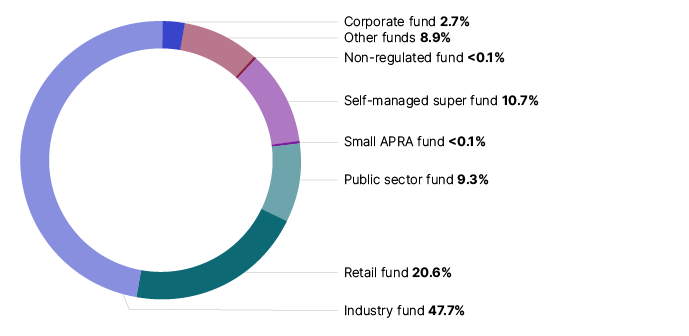 Corporate fund 2.7%
Other funds 8.9%
Non-regulated fund <0.1%
Self-managed super fund 10.7%
Small APRA fund <0.1%
Public sector fund 9.3%
Retail fund 20.6%
Industry fund 47.7%